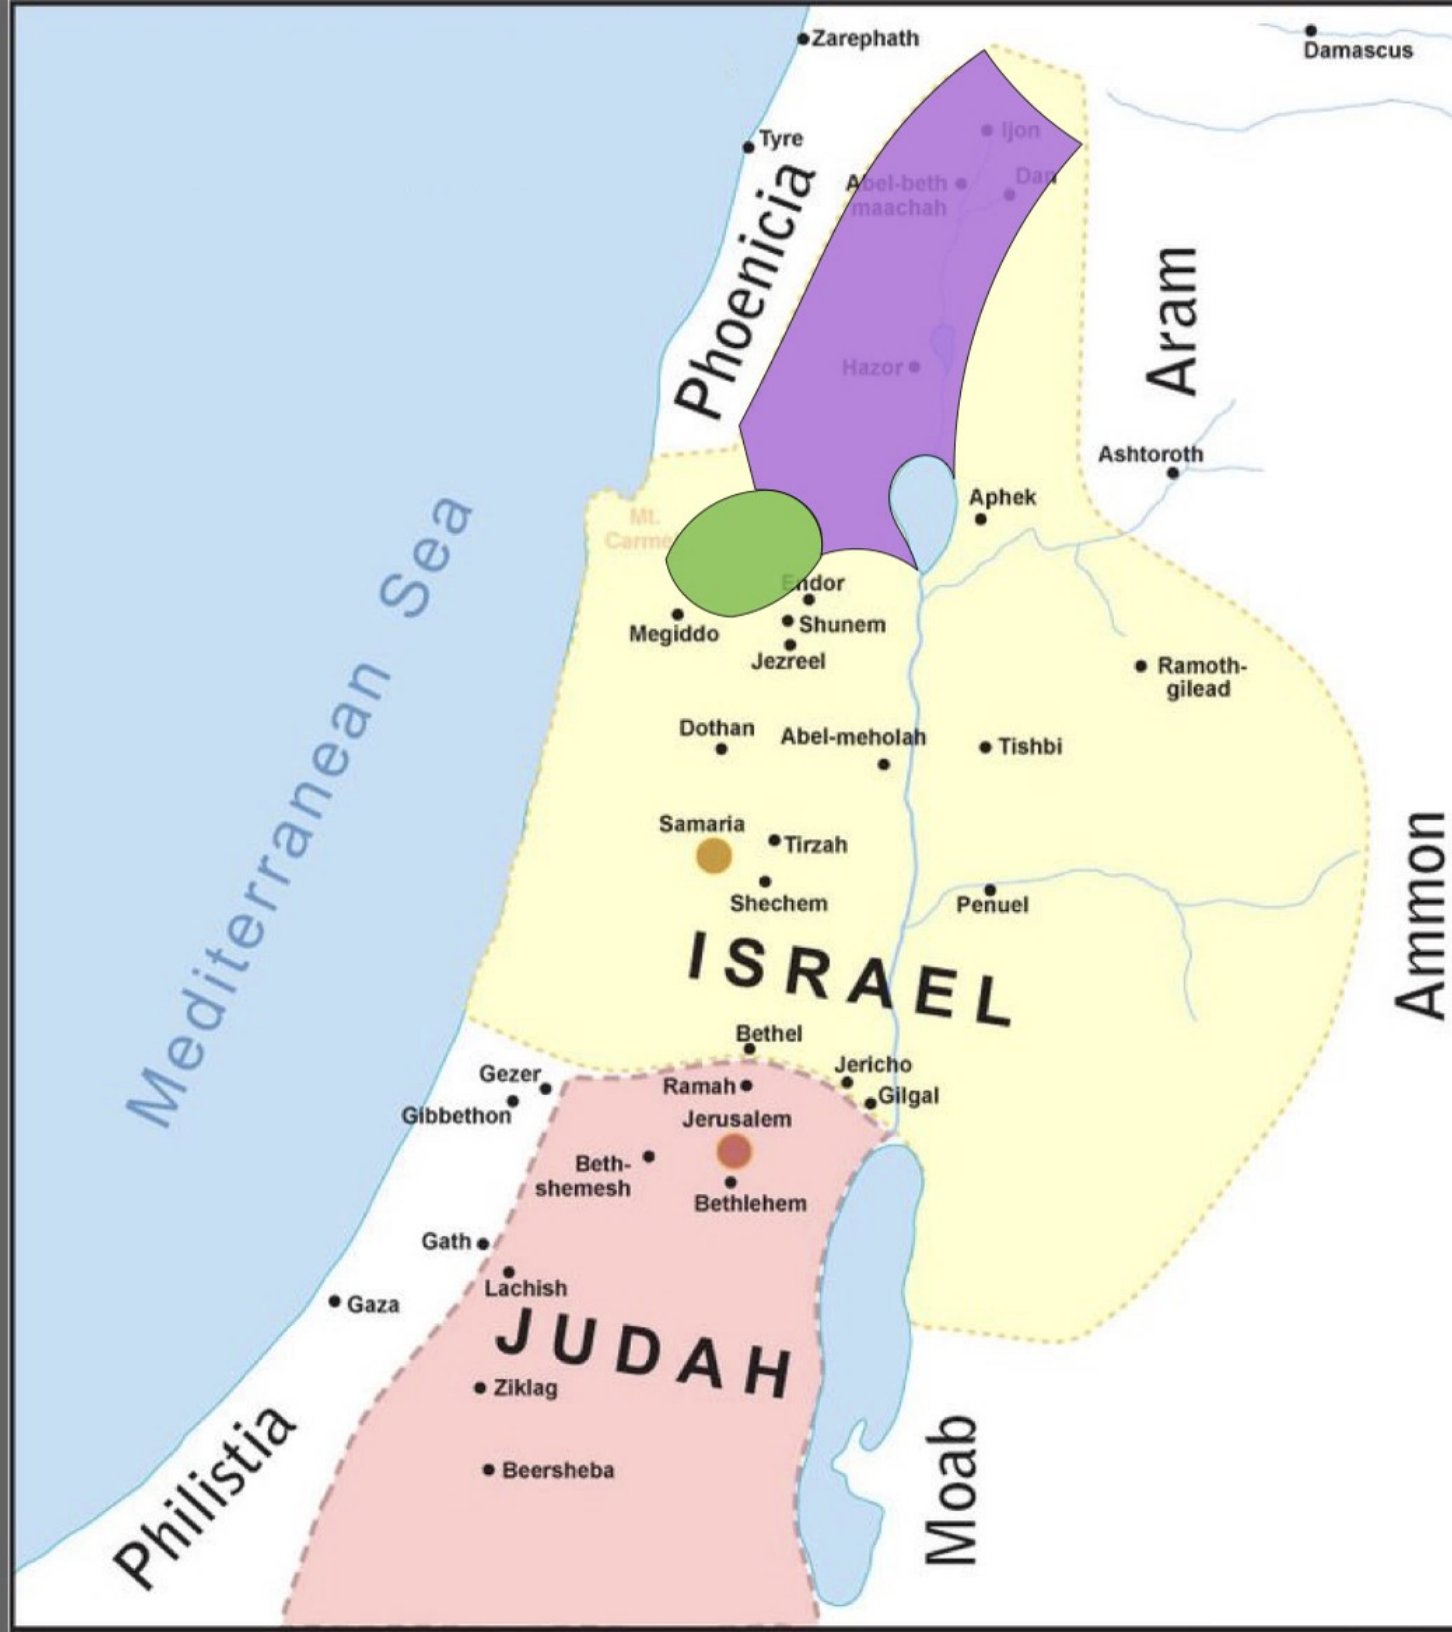 Zarephath
Damascus
Tyre
Ijon
Abel-beth
maachah
Dan
Phoenicia
Aram
Hazor
Ashtoroth
Aphek
Mt.
Carme
Mediterranean Sea
Endor
Megiddo
Shunem
Jezreel
Ramoth-
gilead
Dothan
Abel-meholah
Tishbi
Samaria
Tirzah
Shechem
Penuel
Ammon
ISRAEL
Bethel
Jericho
Gezer
Ramah
Gilgal
Gibbethon
Jerusalem
Beth-
shemesh
Bethlehem
Gath
Lachish
Gaza
JUDAH
Ziklag
Philistia
Moab
Beersheba